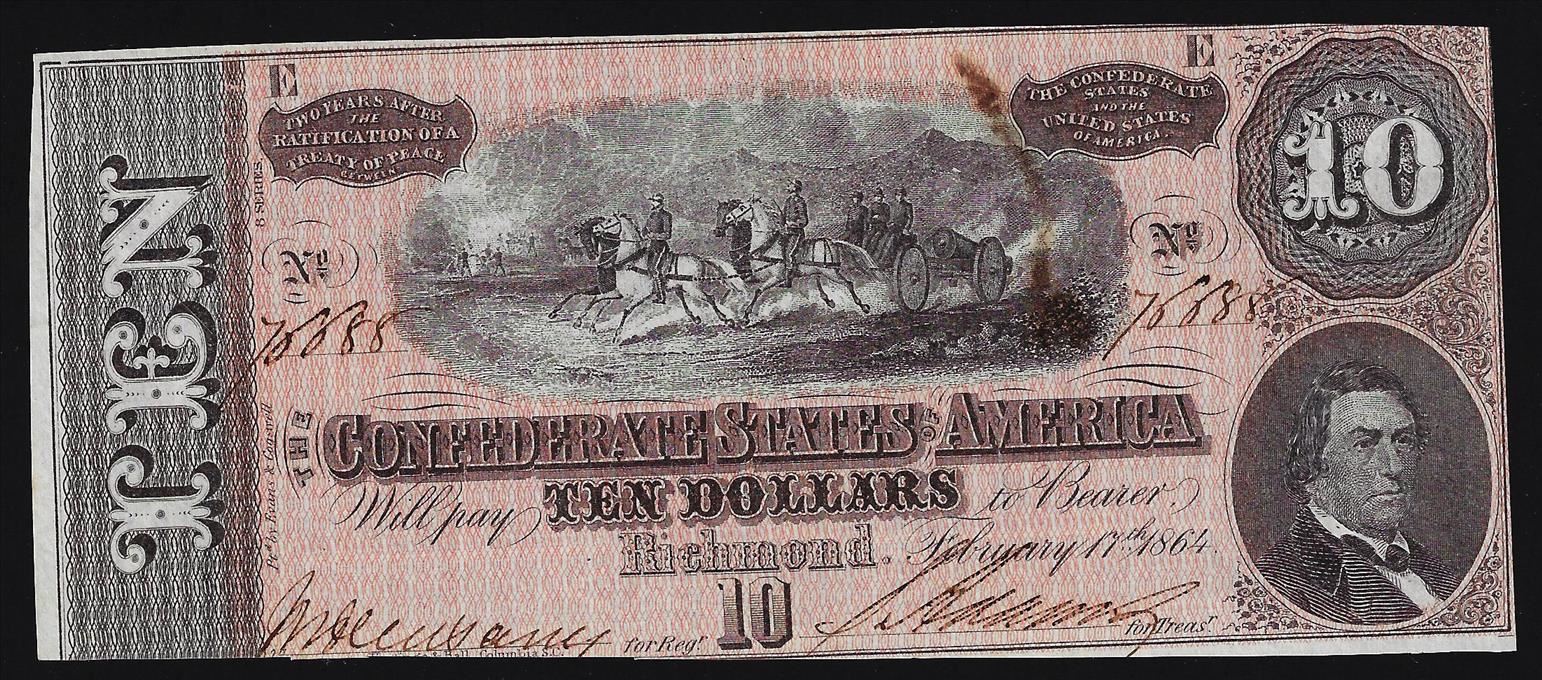 E
E
TWO YEARS AFTER
THE
RATIFICATION OF A
TREATY OF PEACE
BETWEEN
THE CONFEDERATE
STATES
AND THE
UNITED STATES
OF AMERICA.
10
TEN
8 SERIES.
No
No
THE
CONFEDERATE STATES OF AMERICA
Will pay TEN DOLLARS to Bearer,
Richmond. February 17th 1864.
10
for Regr.
for Treasr.
Columbia S.C.